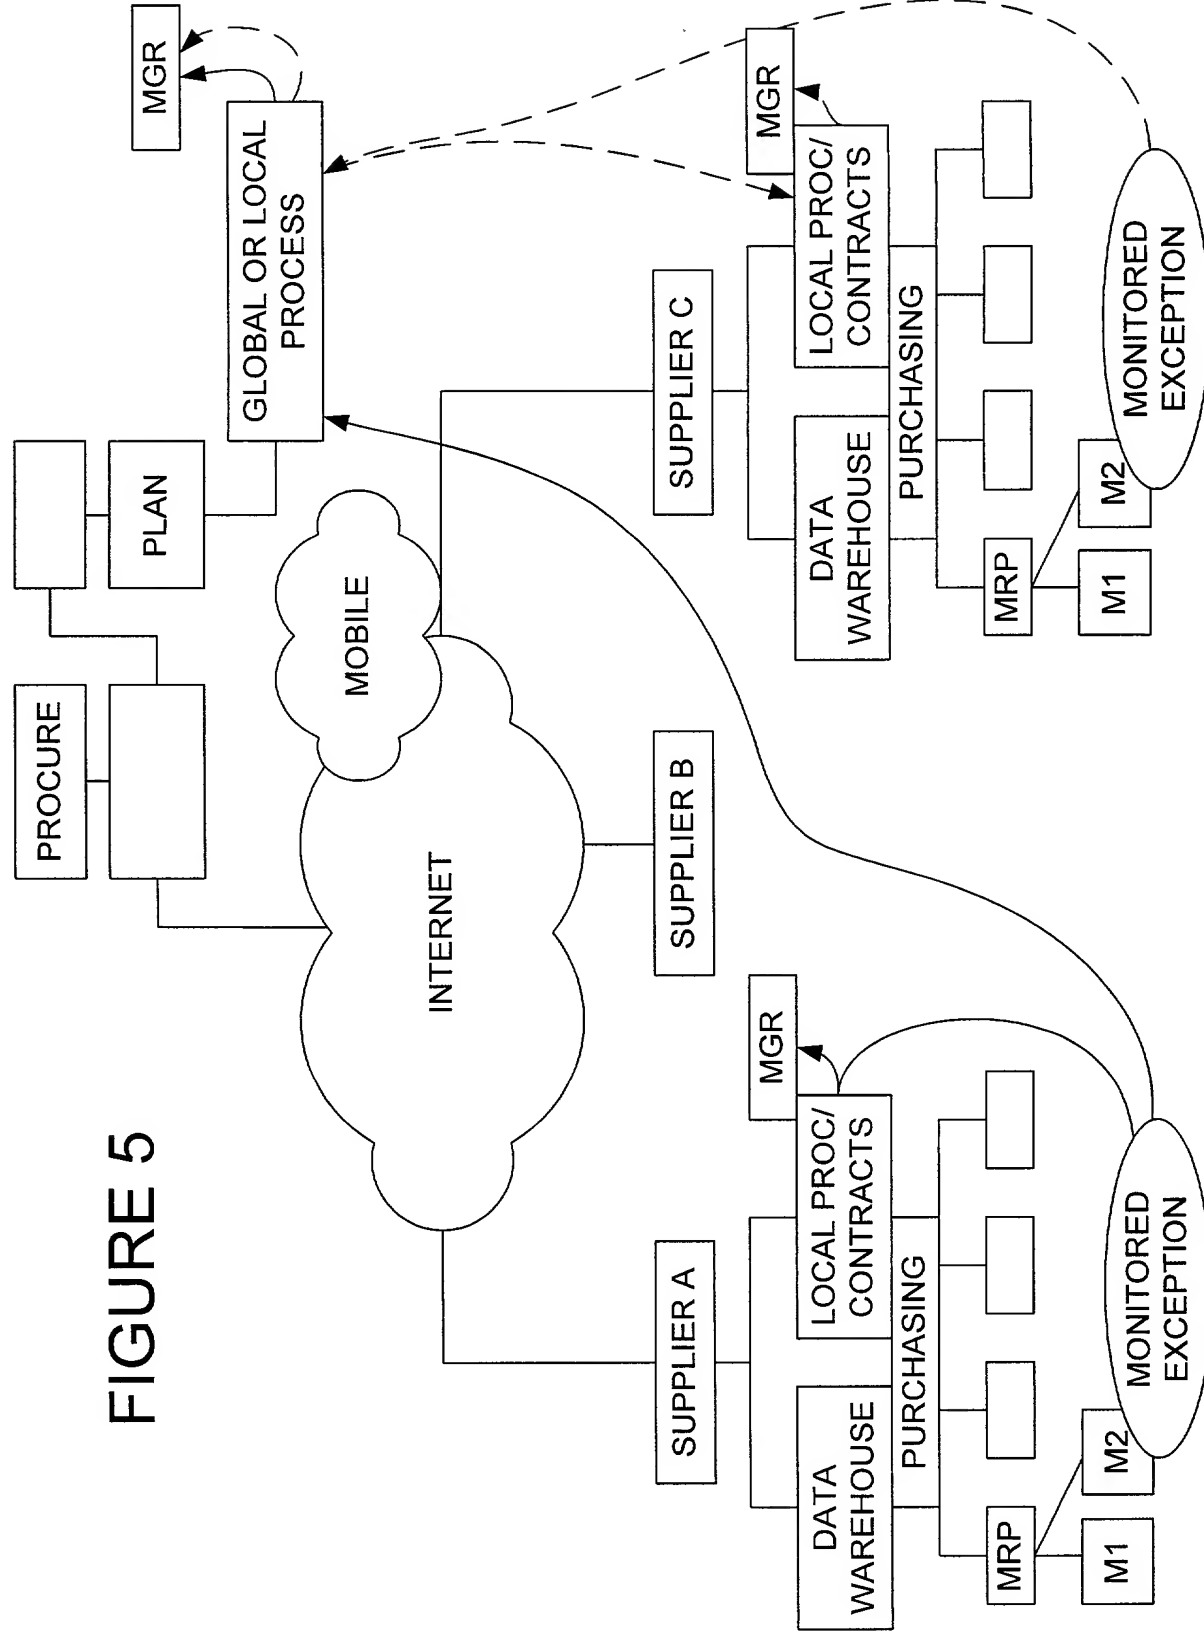 FIGURE 5
PROCURE
PLAN
GLOBAL OR LOCAL
PROCESS
MGR
INTERNET
MOBILE
SUPPLIER A
SUPPLIER B
SUPPLIER C
DATA
WAREHOUSE
LOCAL PROC/
CONTRACTS
MGR
PURCHASING
MRP
M1
M2
MONITORED
EXCEPTION
DATA
WAREHOUSE
LOCAL PROC/
CONTRACTS
MGR
PURCHASING
MRP
M1
M2
MONITORED
EXCEPTION